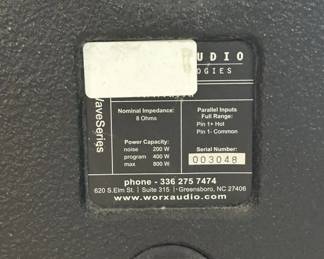 UDIO
OGIES
WaveSeries
Nominal Impedance:
8 Ohms
Power Capacity:
noise 200 W
program 400 W
max 800 W
Parallel Inputs
Full Range:
Pin 1+ Hot
Pin 1- Common
Serial Number:
003048
phone - 336 275 7474
620 S.Elm St. | Suite 315 | Greensboro, NC 27406
www.worxaudio.com